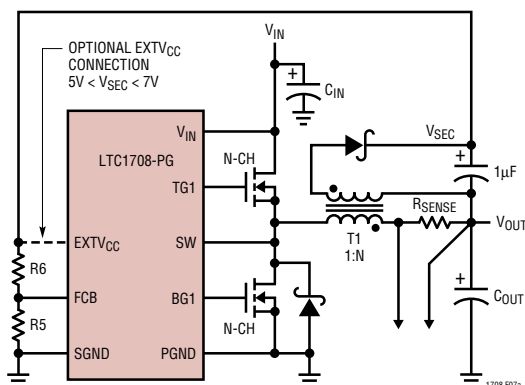 OPTIONAL EXTVCC
CONNECTION
5V < VSEC < 7V
VIN
CIN
VIN
LTC1708-PG
N-CH
TG1
VSEC
1μF
RSENSE
VOUT
T1
1:N
EXTVCC
SW
R6
FCB
BG1
COUT
R5
N-CH
SGND
PGND
1708 F07a